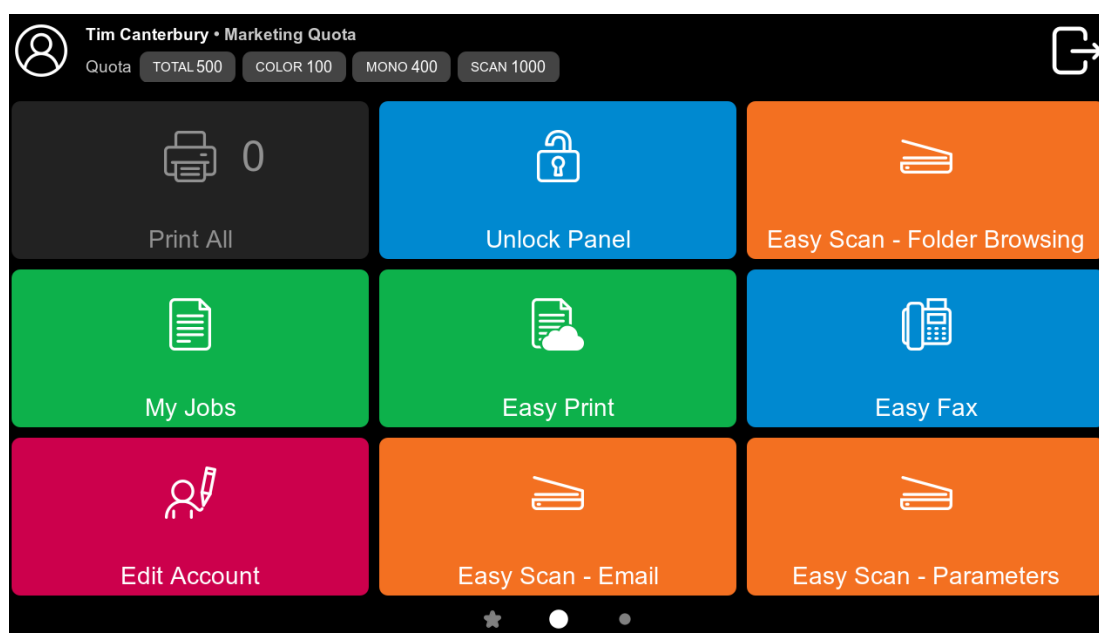 Tim Canterbury • Marketing Quota
Quota TOTAL 500 COLOR 100 MONO 400 SCAN 1000
0
Print All
Unlock Panel
Easy Scan - Folder Browsing
My Jobs
Easy Print
Easy Fax
Edit Account
Easy Scan - Email
Easy Scan - Parameters